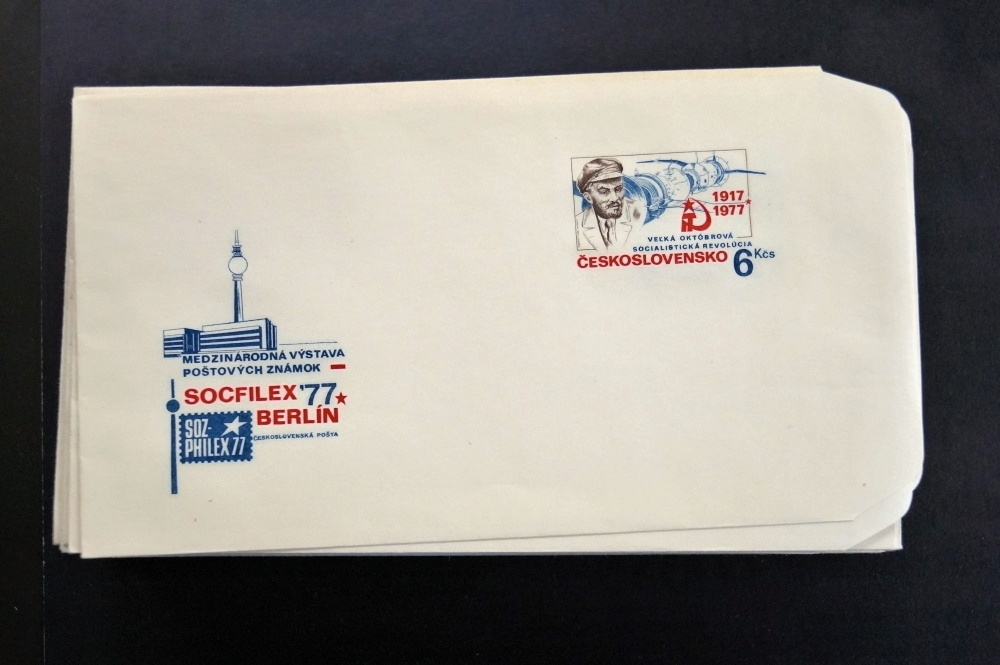 1917
1977
VEĽKÁ OKTÓBROVÁ
SOCIALISTICKÁ REVOLÚCIA
ČESKOSLOVENSKO 6 Kčs
MEDZINÁRODNÁ VÝSTAVA
POŠTOVÝCH ZNÁMOK
SOCFILEX '77
BERLÍN
SOZ-
PHILEX 77
ČESKOSLOVENSKÁ POŠTA